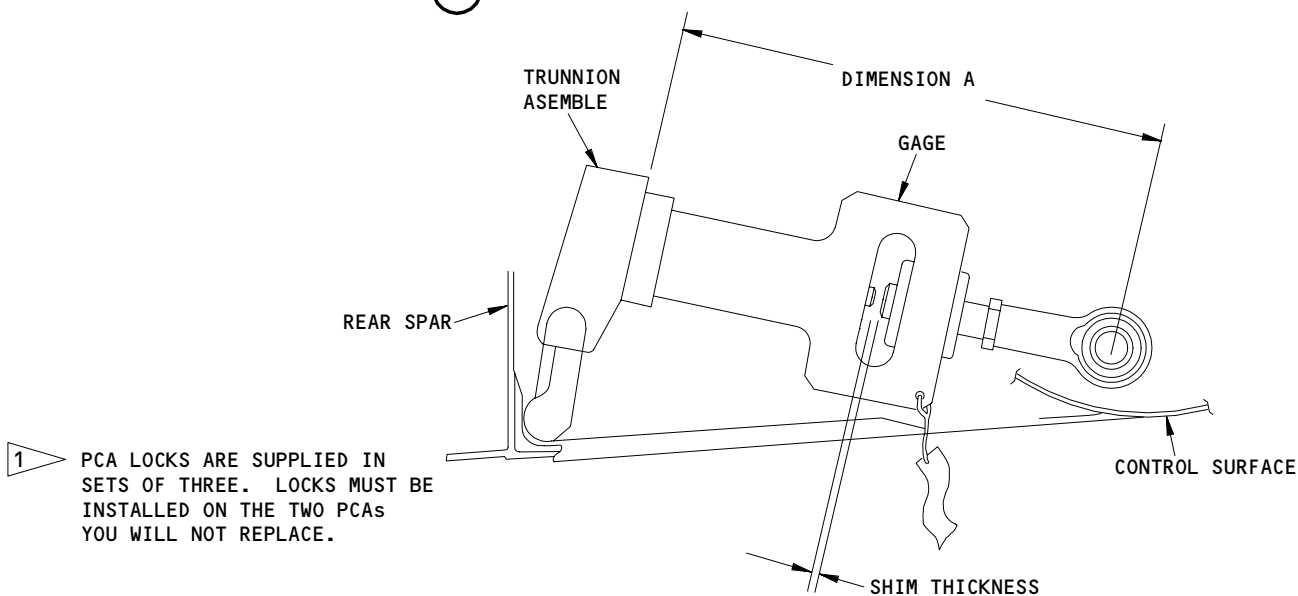 TRUNNION
ASEMBLE
DIMENSION A
GAGE
REAR SPAR
1
PCA LOCKS ARE SUPPLIED IN
SETS OF THREE. LOCKS MUST BE
INSTALLED ON THE TWO PCAs
YOU WILL NOT REPLACE.
CONTROL SURFACE
SHIM THICKNESS